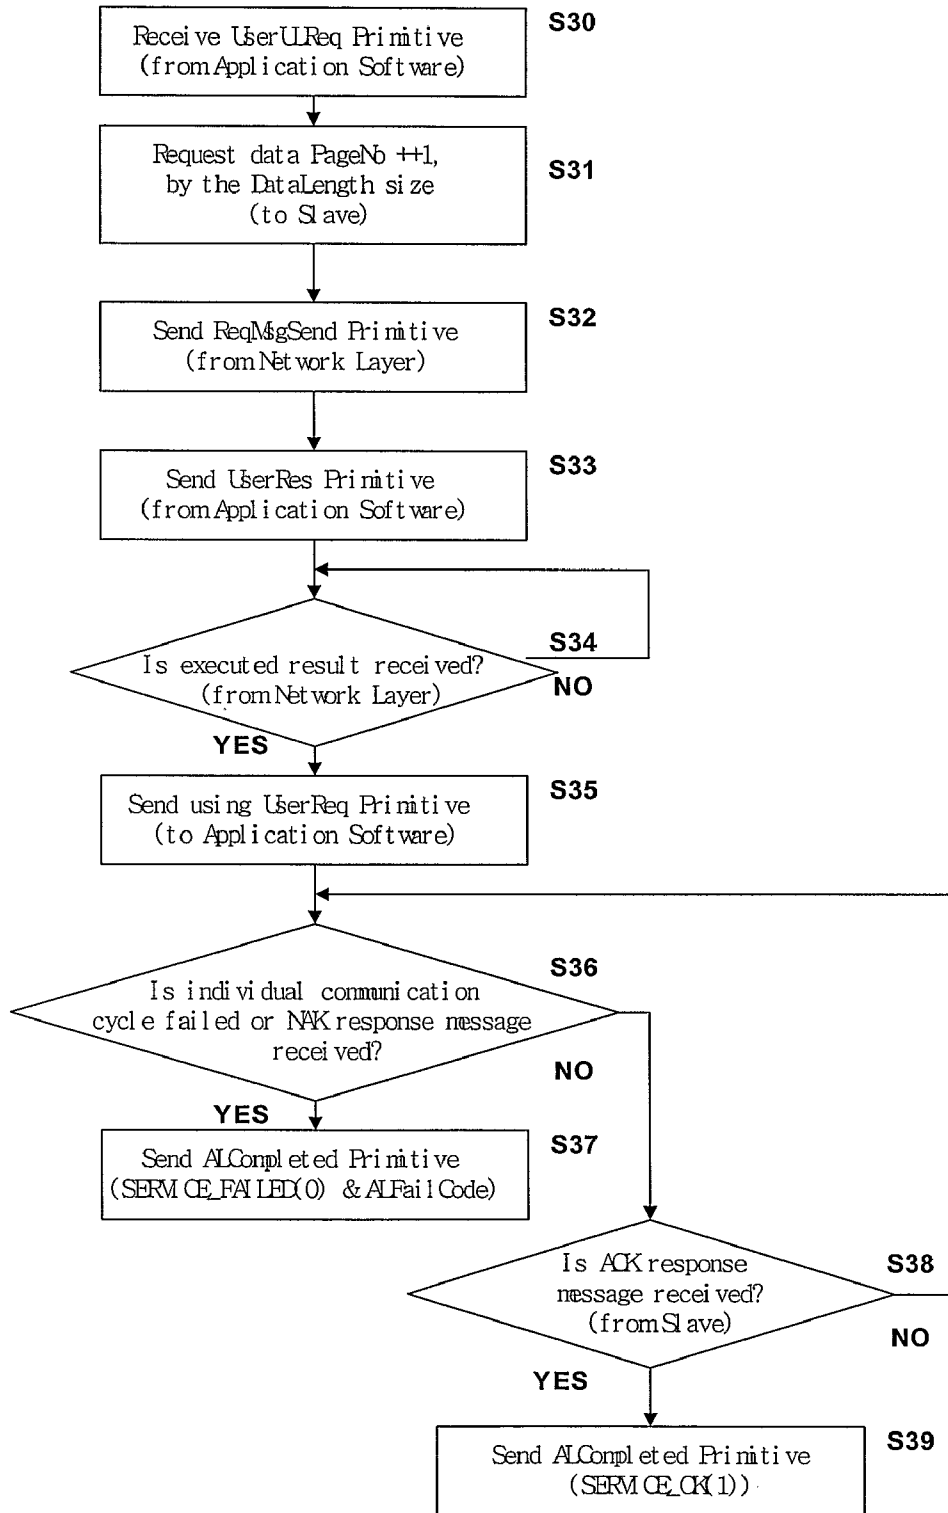 S30
Receive UserULReq Primitive
(from Application Software)
S31
Request data PageNo ++1,
by the DataLength size
(to Slave)
S32
Send ReqMsgSend Primitive
(from Network Layer)
S33
Send UserRes Primitive
(from Application Software)
S34
Is executed result received?
(from Network Layer)
NO
YES
S35
Send using UserReq Primitive
(to Application Software)
S36
Is individual communication
cycle failed or NAK response message
received?
NO
YES
S37
Send ALCompleted Primitive
(SERVICE_FAILED(0) & ALFailCode)
S38
Is ACK response
message received?
(from Slave)
NO
YES
S39
Send ALCompleted Primitive
(SERVICE_OK(1))